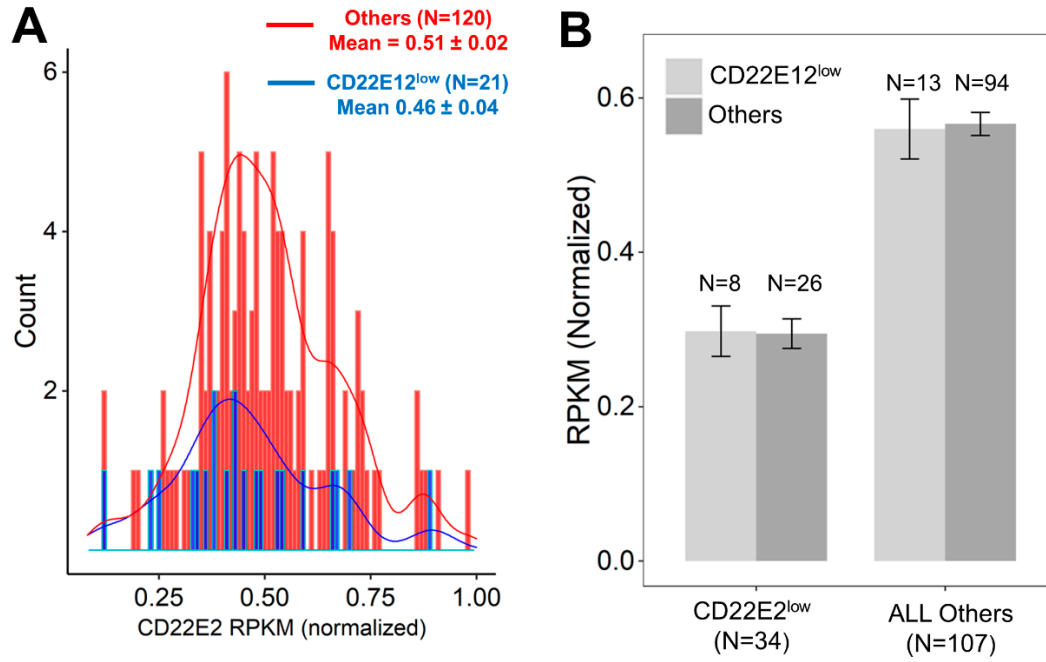 A
Others (N=120)
Mean = 0.51 ± 0.02
CD22E12low (N=21)
Mean 0.46 ± 0.04
6
4
2
Count
0.25 0.50 0.75 1.00
CD22E2 RPKM (normalized)
B
CD22E12low
Others
N=13 N=94
N=8 N=26
0.6
0.4
0.2
0.0
RPKM (Normalized)
CD22E2low ALL Others
(N=34) (N=107)